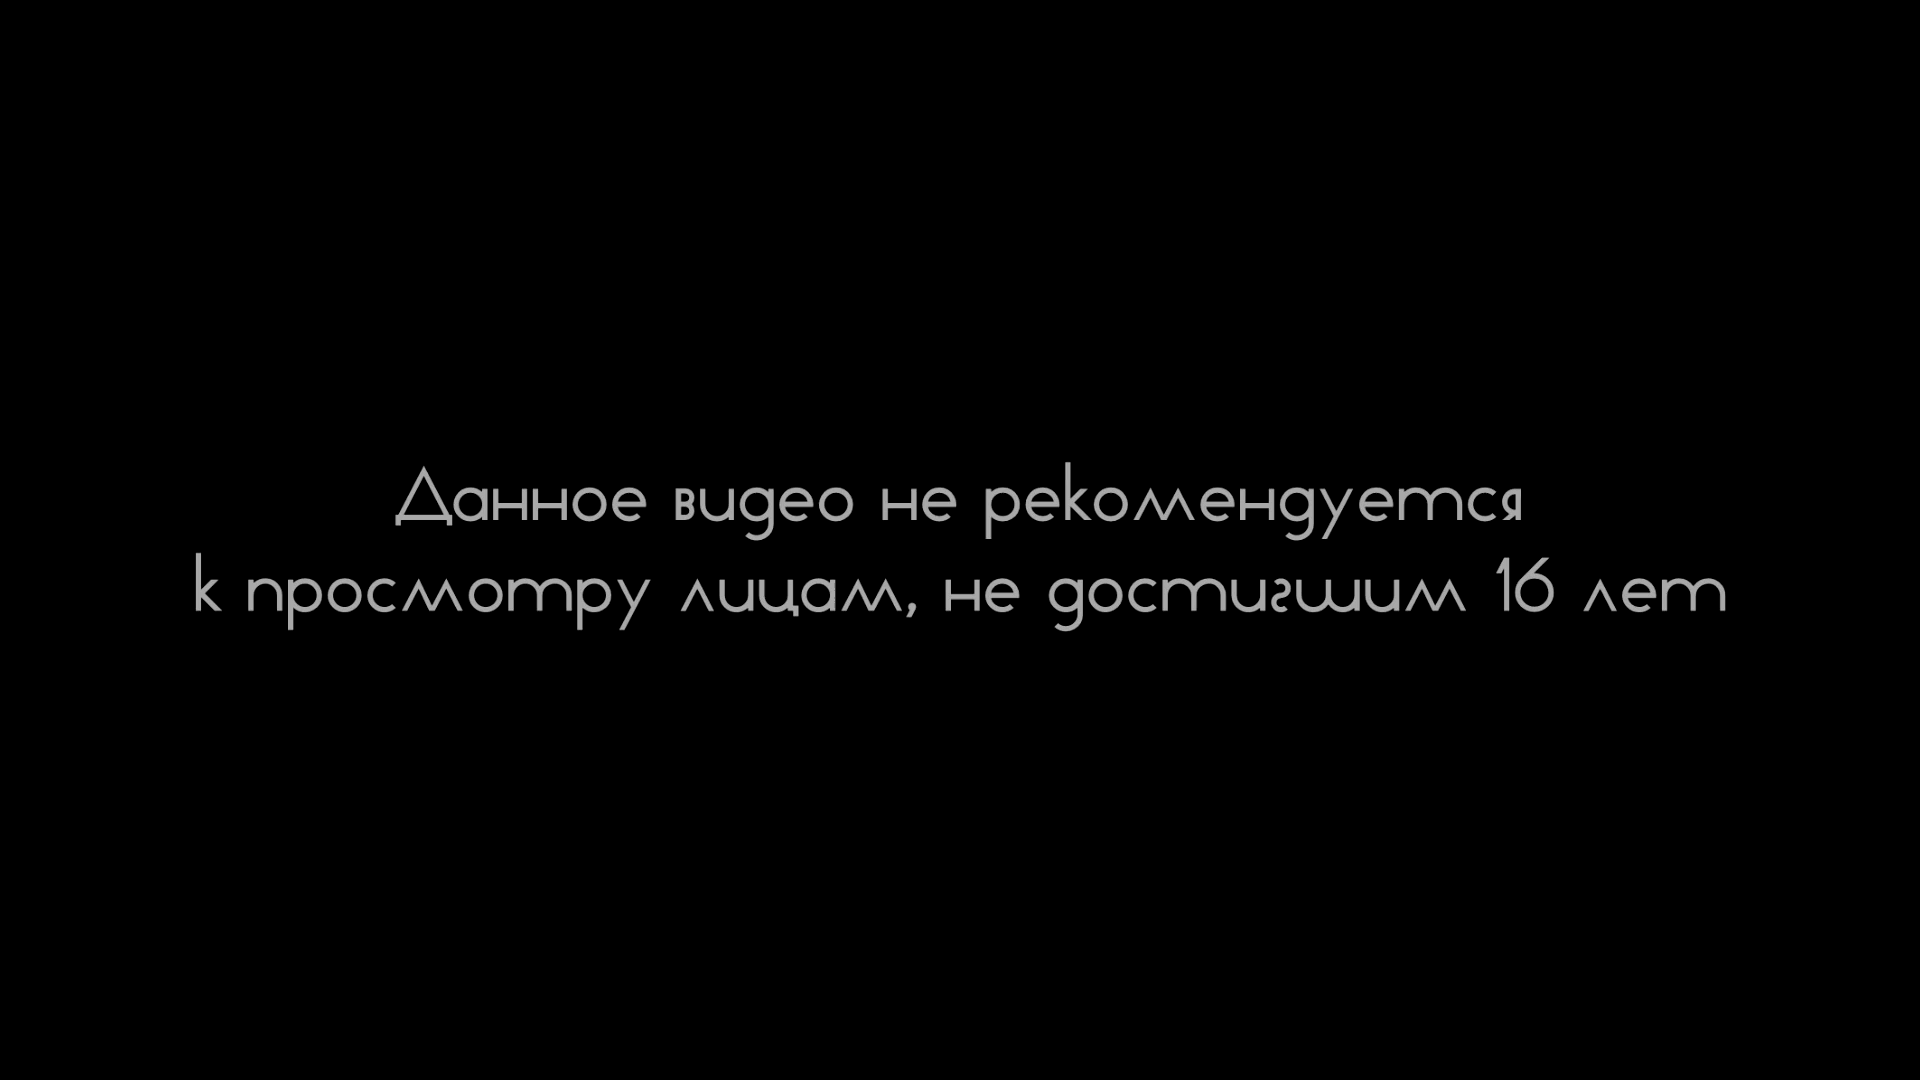 Данное видео не рекомендуется
к просмотру лицам, не достигшим 16 лет